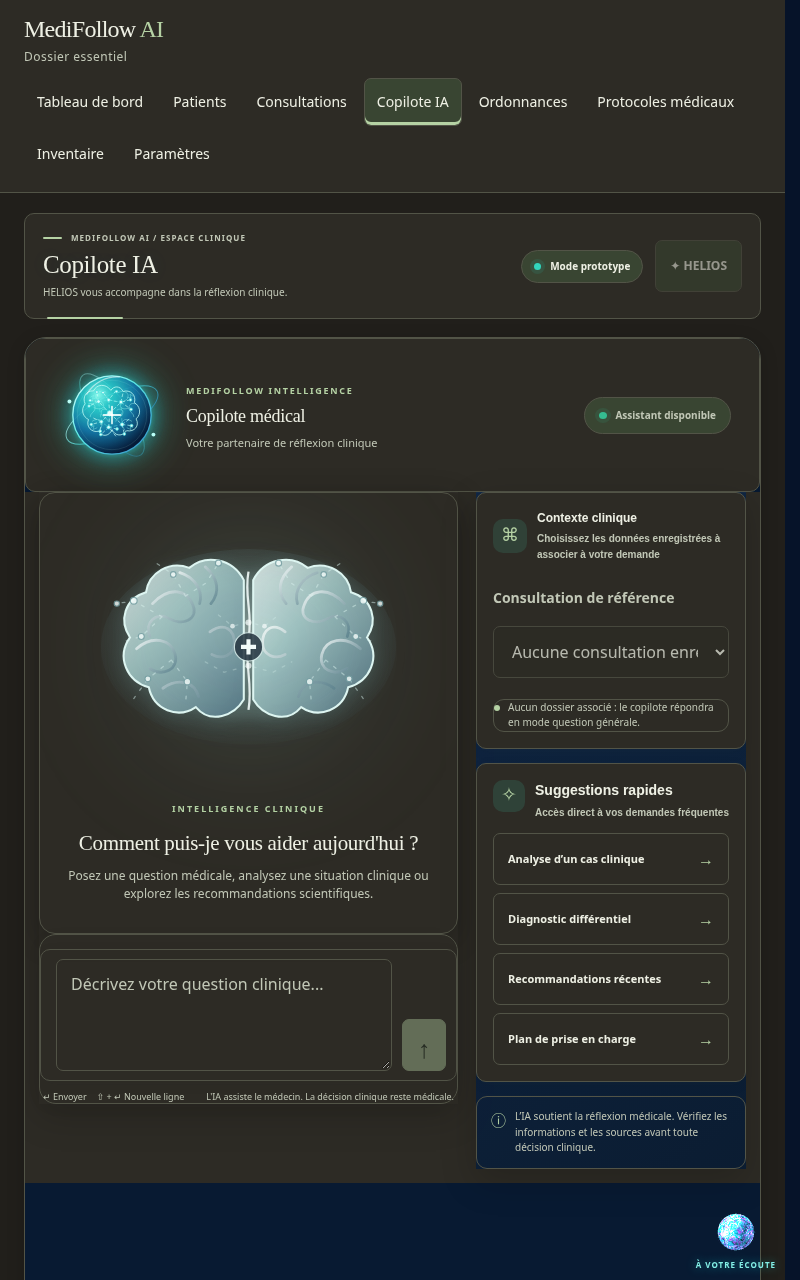 MediFollow AI
Dossier essentiel
Tableau de bord
Patients
Consultations
Copilote IA
Ordonnances
Protocoles médicaux
Inventaire
Paramètres
MEDIFOLLOW AI / ESPACE CLINIQUE
Copilote IA
HELIOS vous accompagne dans la réflexion clinique.
Mode prototype
✦ HELIOS
MEDIFOLLOW INTELLIGENCE
Copilote médical
Votre partenaire de réflexion clinique
Assistant disponible
INTELLIGENCE CLINIQUE
Comment puis-je vous aider aujourd'hui ?
Posez une question médicale, analysez une situation clinique ou
explorez les recommandations scientifiques.
Décrivez votre question clinique...
↑
↵ Envoyer ⇧ + ↵ Nouvelle ligne
L'IA assiste le médecin. La décision clinique reste médicale.
⌘
Contexte clinique
Choisissez les données enregistrées à
associer à votre demande
Consultation de référence
Aucune consultation enre
Aucun dossier associé : le copilote répondra
en mode question générale.
✧
Suggestions rapides
Accès direct à vos demandes fréquentes
Analyse d'un cas clinique →
Diagnostic différentiel →
Recommandations récentes →
Plan de prise en charge →
ⓘ
L'IA soutient la réflexion médicale. Vérifiez les
informations et les sources avant toute
décision clinique.
À VOTRE ÉCOUTE